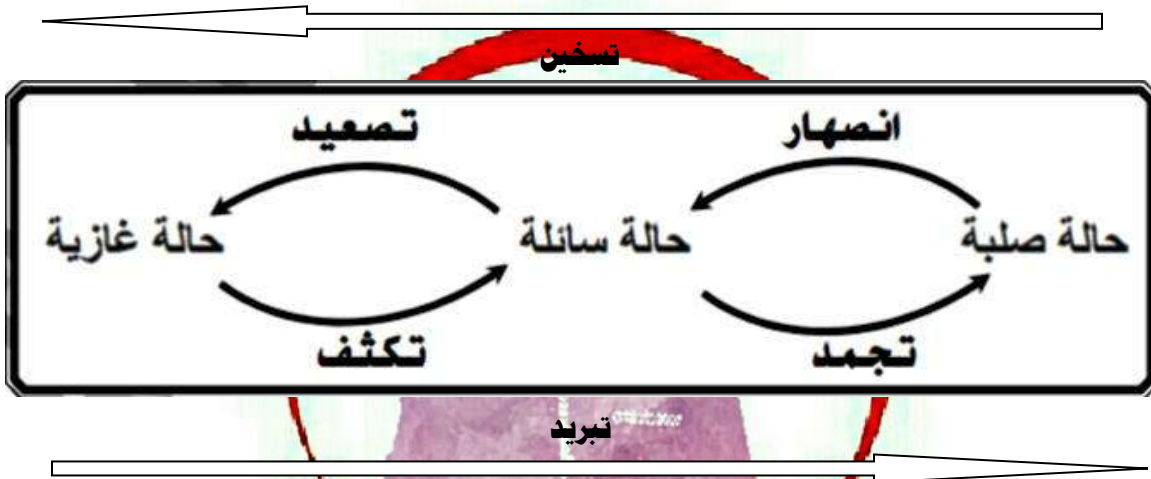 تسخين
انصهار
تصعيد
حالة صلبة
حالة سائلة
حالة غازية
تجمد
تكثف
تبريد